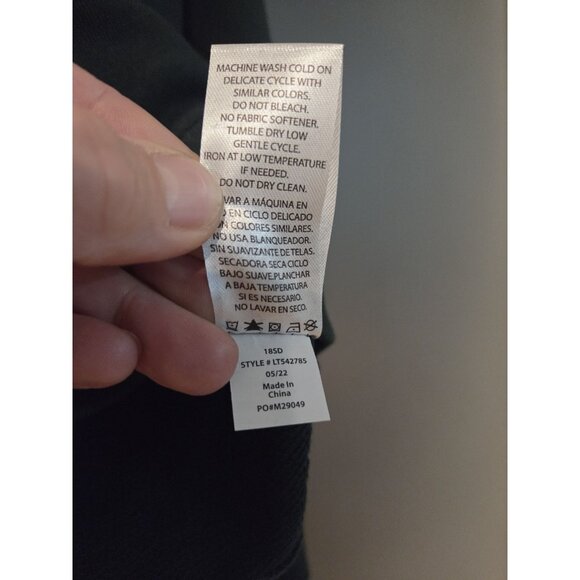 MACHINE WASH COLD ON
DELICATE CYCLE WITH
SIMILAR COLORS.
DO NOT BLEACH.
NO FABRIC SOFTENER.
TUMBLE DRY LOW
GENTLE CYCLE.
IRON AT LOW TEMPERATURE
IF NEEDED.
DO NOT DRY CLEAN.
VAR A MÁQUINA EN
O EN CICLO DELICADO
ON COLORES SIMILARES.
NO USA BLANQUEADOR.
SIN SUAVIZANTE DE TELAS.
SECADORA SECA CICLO
BAJO SUAVE.PLANCHAR
A BAJA TEMPERATURA
SI ES NECESARIO.
NO LAVAR EN SECO.
18SD
STYLE # LT542785
05/22
Made In
China
PO#M29049